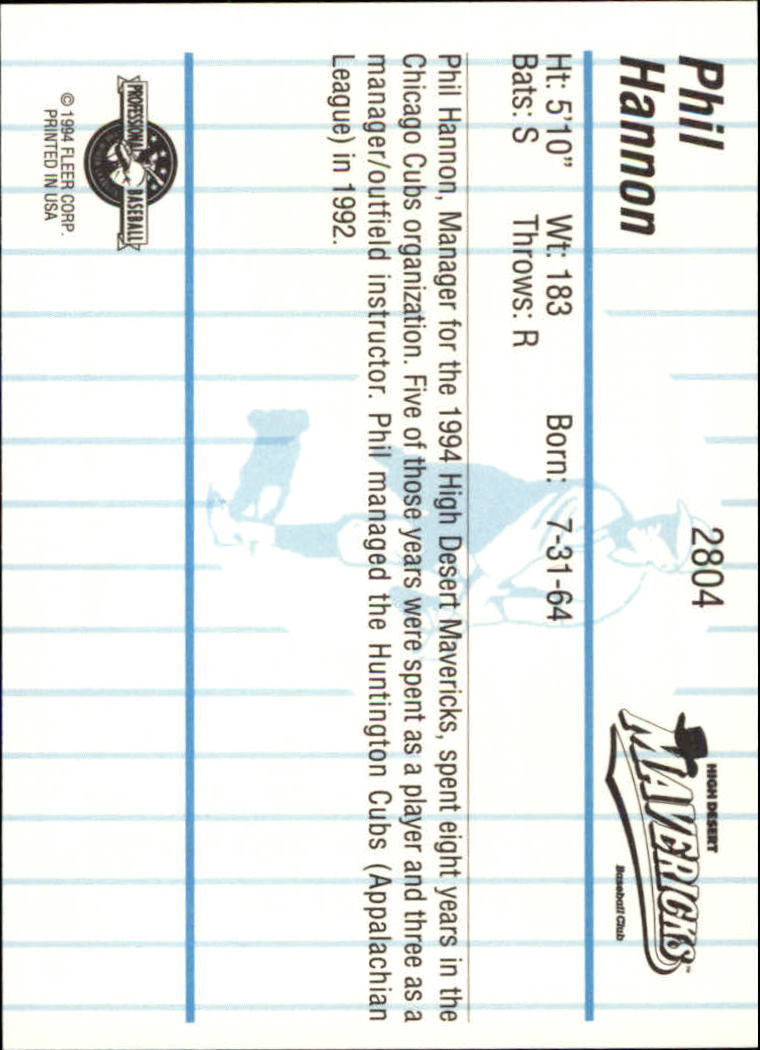 Phil
Hannon
2804
HIGH DESERT
MAVERICKS™
Baseball Club
Ht: 5'10" Wt: 183 Born: 7-31-64
Bats: S Throws: R
Phil Hannon, Manager for the 1994 High Desert Mavericks, spent eight years in the
Chicago Cubs organization. Five of those years were spent as a player and three as a
manager/outfield instructor. Phil managed the Huntington Cubs (Appalachian
League) in 1992.
PROFESSIONAL BASEBALL
© 1994 FLEER CORP.
PRINTED IN USA